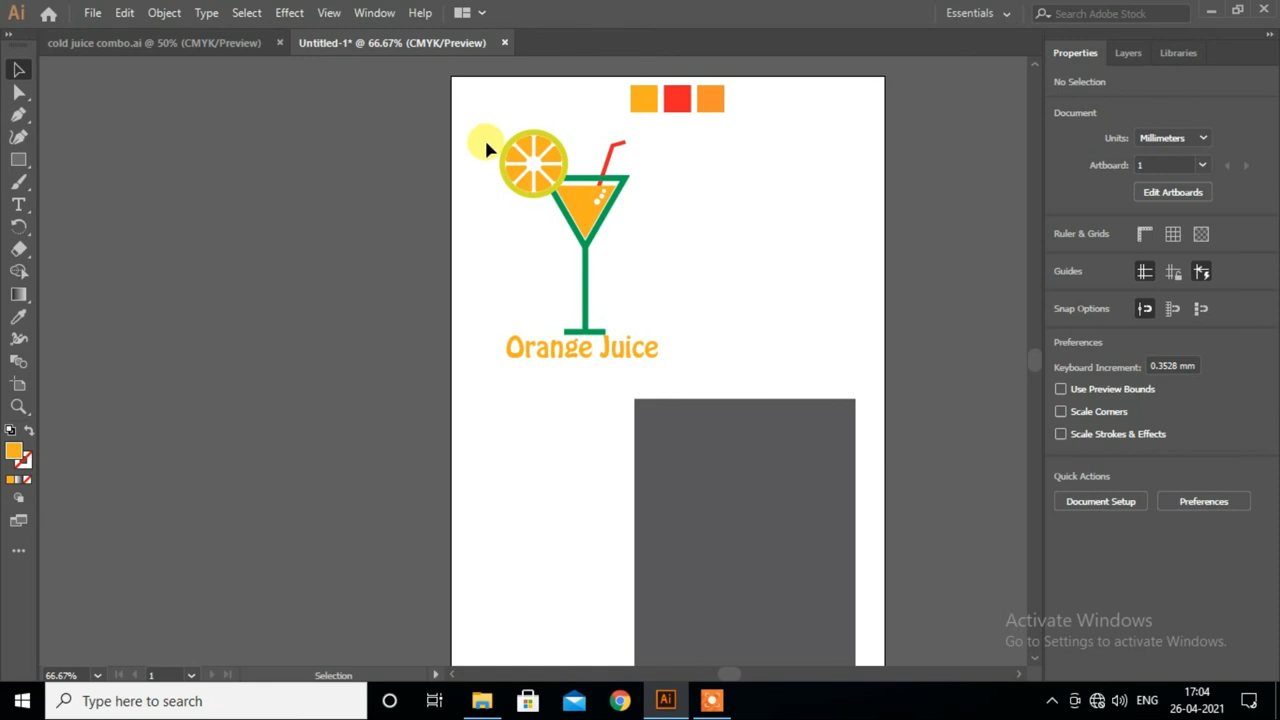 Ai File Edit Object Type Select Effect View Window Help Essentials Search Adobe Stock
cold juice combo.ai @ 50% (CMYK/Preview) × Untitled-1* @ 66.67% (CMYK/Preview) ×
Properties Layers Libraries
No Selection
Document
Units: Millimeters
Artboard: 1
Edit Artboards
Ruler & Grids
Guides
Snap Options
Preferences
Keyboard Increment: 0.3528 mm
Use Preview Bounds
Scale Corners
Scale Strokes & Effects
Quick Actions
Document Setup Preferences
Orange Juice
Activate Windows
Go to Settings to activate Windows.
66.67% 1 Selection
Type here to search
Ai
ENG
17:04
26-04-2021